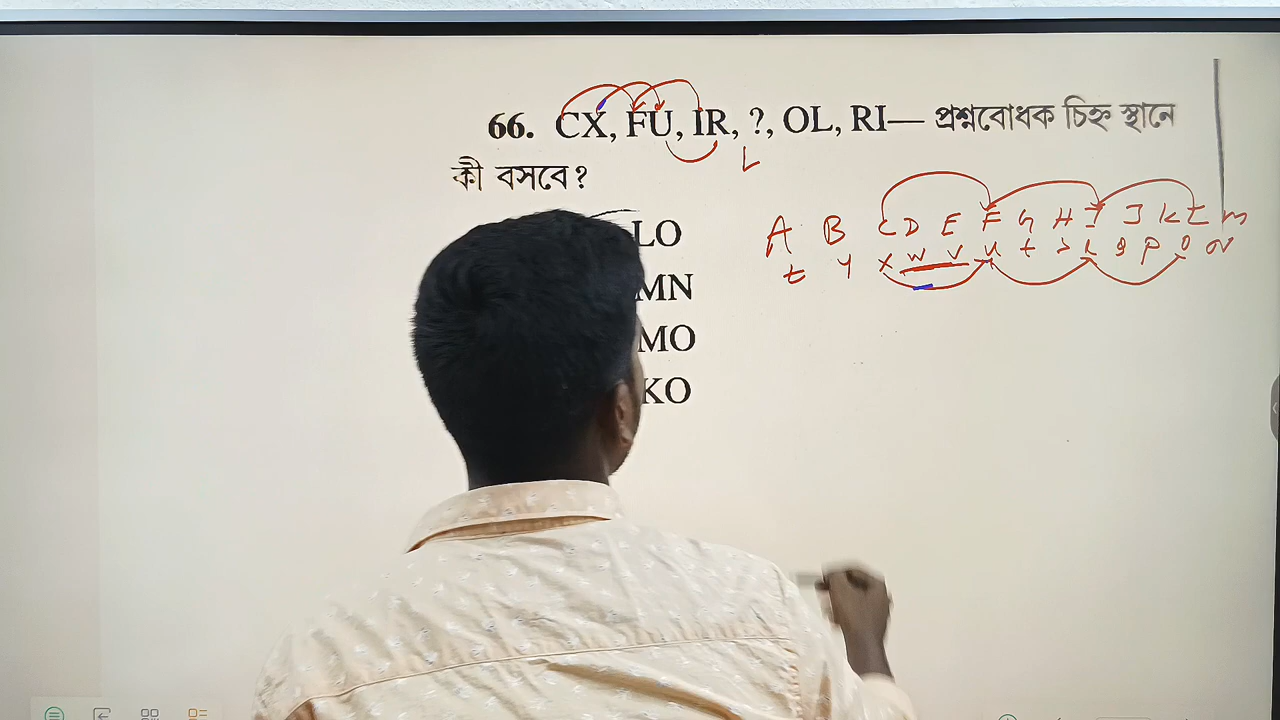 66. CX, FU, IR, ?, OL, RI— প্রশ্নবোধক চিহ্ন স্থানে
কী বসবে?
L
LO
MN
MO
KO
A B C D E F G H I J K L m
Z Y X W V U t S R Q P O N